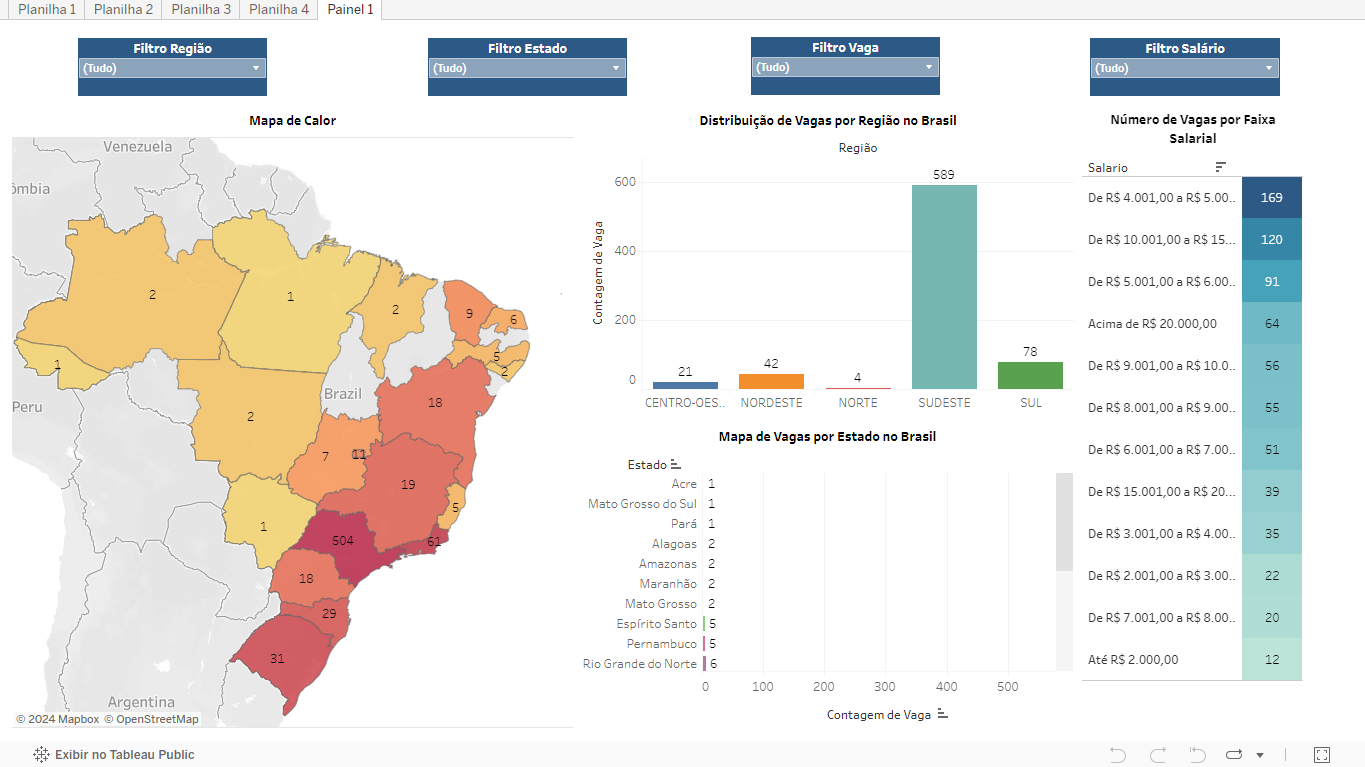 Planilha 1
Planilha 2
Planilha 3
Planilha 4
Painel 1
Filtro Região
(Tudo)
Filtro Estado
(Tudo)
Filtro Vaga
(Tudo)
Filtro Salário
(Tudo)
Mapa de Calor
Venezuela
ômbia
Brazil
Peru
Argentina
2
1
2
9
6
1
5
2
2
18
7
11
19
5
1
504
61
18
29
31
© 2024 Mapbox © OpenStreetMap
Distribuição de Vagas por Região no Brasil
Região
Contagem de Vaga
600
400
200
0
21
42
4
589
78
CENTRO-OES..
NORDESTE
NORTE
SUDESTE
SUL
Mapa de Vagas por Estado no Brasil
Estado
Acre 1
Mato Grosso do Sul 1
Pará 1
Alagoas 2
Amazonas 2
Maranhão 2
Mato Grosso 2
Espírito Santo 5
Pernambuco 5
Rio Grande do Norte 6
0 100 200 300 400 500
Contagem de Vaga
Número de Vagas por Faixa
Salarial
Salario
De R$ 4.001,00 a R$ 5.00.. 169
De R$ 10.001,00 a R$ 15... 120
De R$ 5.001,00 a R$ 6.00.. 91
Acima de R$ 20.000,00 64
De R$ 9.001,00 a R$ 10.0.. 56
De R$ 8.001,00 a R$ 9.00.. 55
De R$ 6.001,00 a R$ 7.00.. 51
De R$ 15.001,00 a R$ 20... 39
De R$ 3.001,00 a R$ 4.00.. 35
De R$ 2.001,00 a R$ 3.00.. 22
De R$ 7.001,00 a R$ 8.00.. 20
Até R$ 2.000,00 12
Exibir no Tableau Public